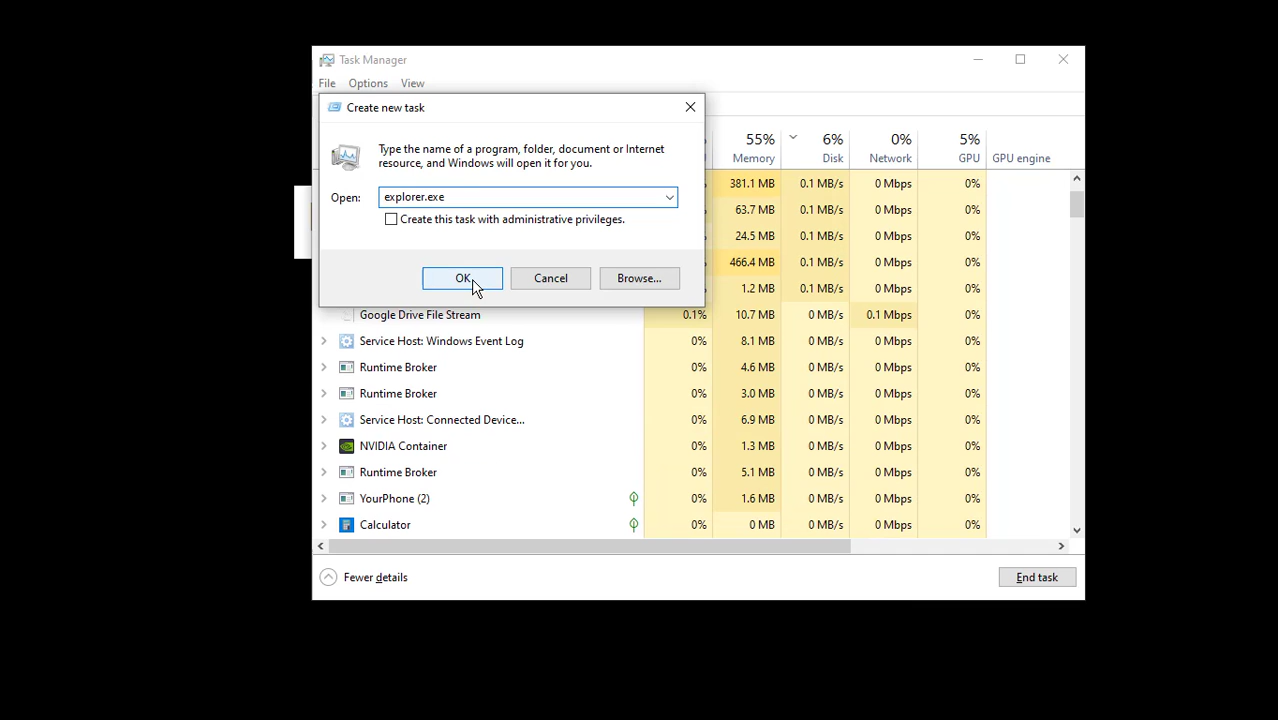 Task Manager
File Options View
Create new task
Type the name of a program, folder, document or Internet
resource, and Windows will open it for you.
Open: explorer.exe
Create this task with administrative privileges.
OK Cancel Browse...
55% 6% 0% 5%
Memory Disk Network GPU GPU engine
381.1 MB 0.1 MB/s 0 Mbps 0%
63.7 MB 0.1 MB/s 0 Mbps 0%
24.5 MB 0.1 MB/s 0 Mbps 0%
466.4 MB 0.1 MB/s 0 Mbps 0%
1.2 MB 0.1 MB/s 0 Mbps 0%
Google Drive File Stream 0.1% 10.7 MB 0 MB/s 0.1 Mbps 0%
Service Host: Windows Event Log 0% 8.1 MB 0 MB/s 0 Mbps 0%
Runtime Broker 0% 4.6 MB 0 MB/s 0 Mbps 0%
Runtime Broker 0% 3.0 MB 0 MB/s 0 Mbps 0%
Service Host: Connected Device... 0% 6.9 MB 0 MB/s 0 Mbps 0%
NVIDIA Container 0% 1.3 MB 0 MB/s 0 Mbps 0%
Runtime Broker 0% 5.1 MB 0 MB/s 0 Mbps 0%
YourPhone (2) 0% 1.6 MB 0 MB/s 0 Mbps 0%
Calculator 0% 0 MB 0 MB/s 0 Mbps 0%
Fewer details End task